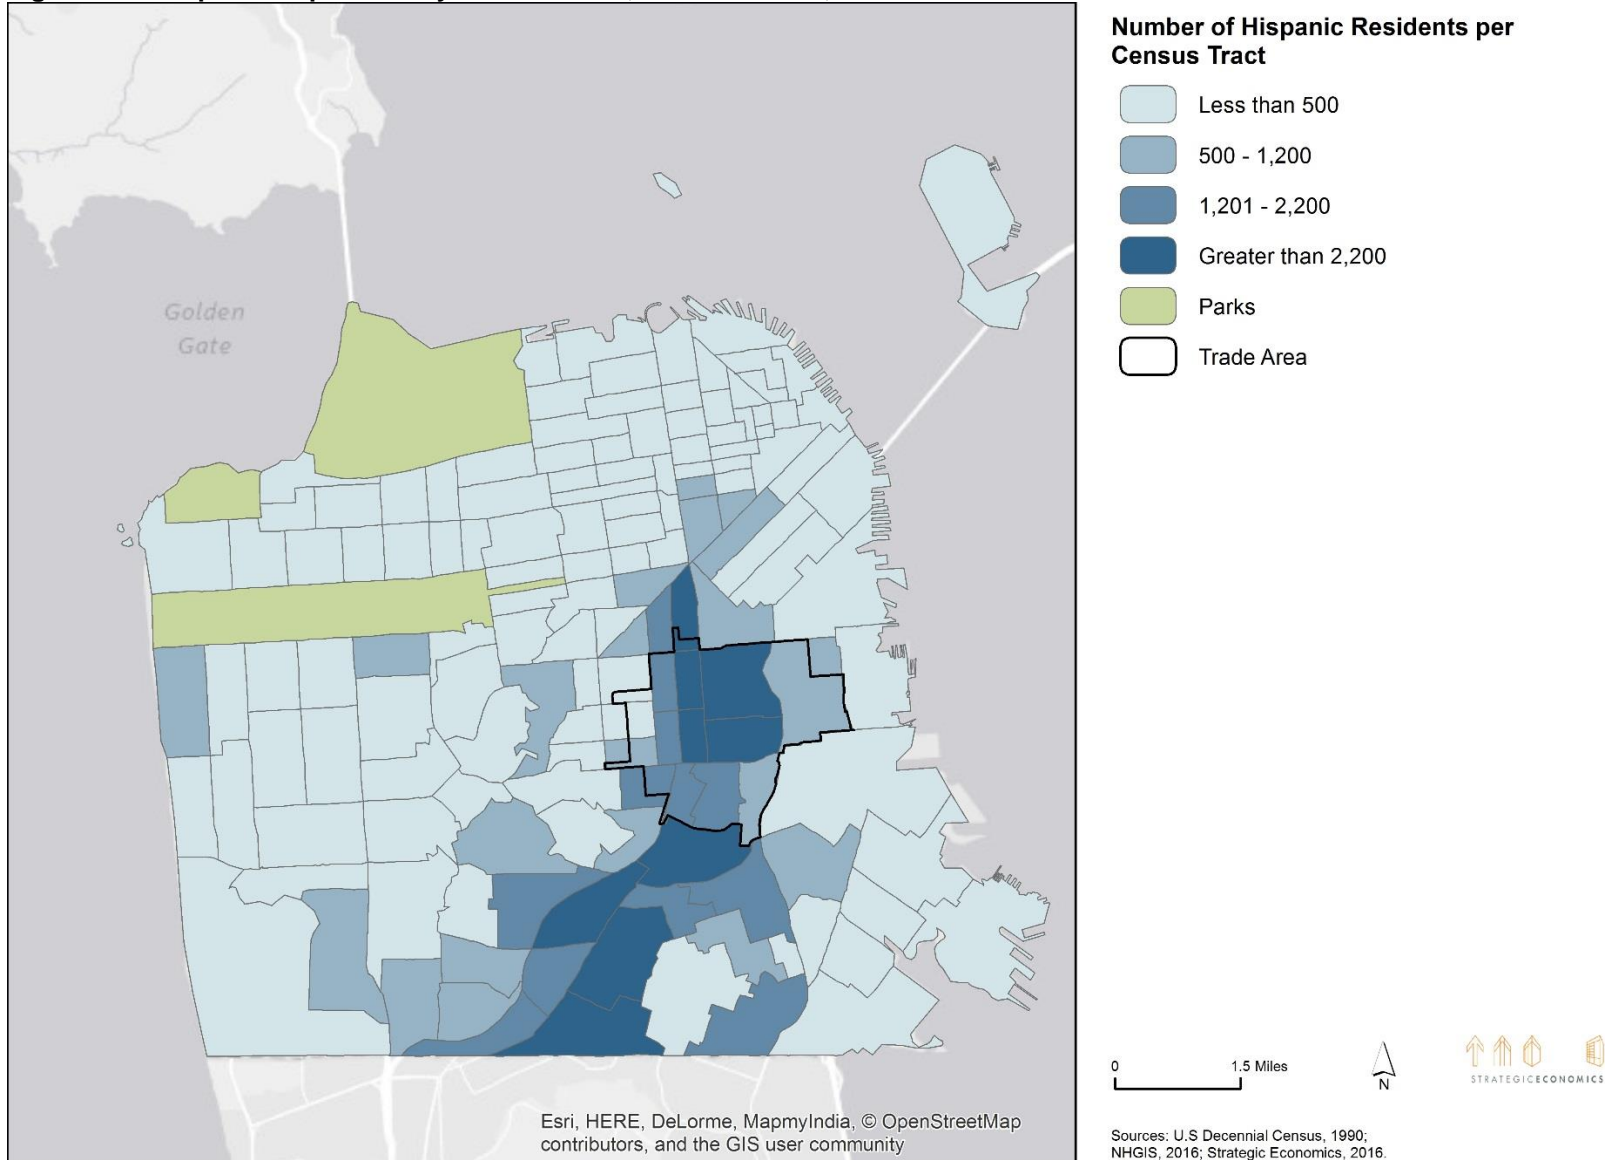 Number of Hispanic Residents per
Census Tract
Less than 500
500 - 1,200
1,201 - 2,200
Greater than 2,200
Parks
Trade Area
Golden
Gate
0 1.5 Miles
N
STRATEGICECONOMICS
Esri, HERE, DeLorme, MapmyIndia, © OpenStreetMap
contributors, and the GIS user community
Sources: U.S Decennial Census, 1990;
NHGIS, 2016; Strategic Economics, 2016.